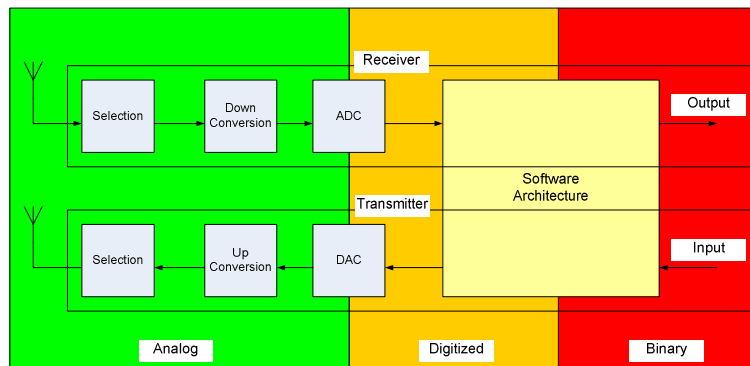 Receiver
Selection
Down
Conversion
ADC
Output
Software
Architecture
Transmitter
Selection
Up
Conversion
DAC
Input
Analog
Digitized
Binary